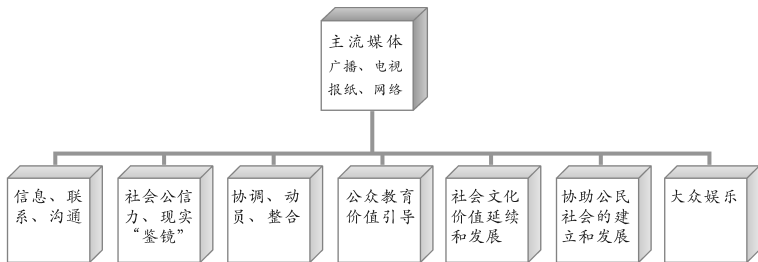 主流媒体
广播、电视
报纸、网络
信息、联
系、沟通
社会公信
力、现实
“鉴镜”
协调、动
员、整合
公众教育
价值引导
社会文化
价值延续
和发展
协助公民
社会的建
立和发展
大众娱乐